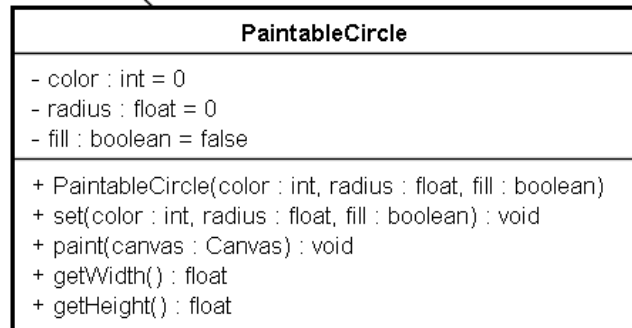 PaintableCircle
- color : int = 0
- radius : float = 0
- fill : boolean = false
+ PaintableCircle(color : int, radius : float, fill : boolean)
+ set(color : int, radius : float, fill : boolean) : void
+ paint(canvas : Canvas) : void
+ getWidth() : float
+ getHeight() : float